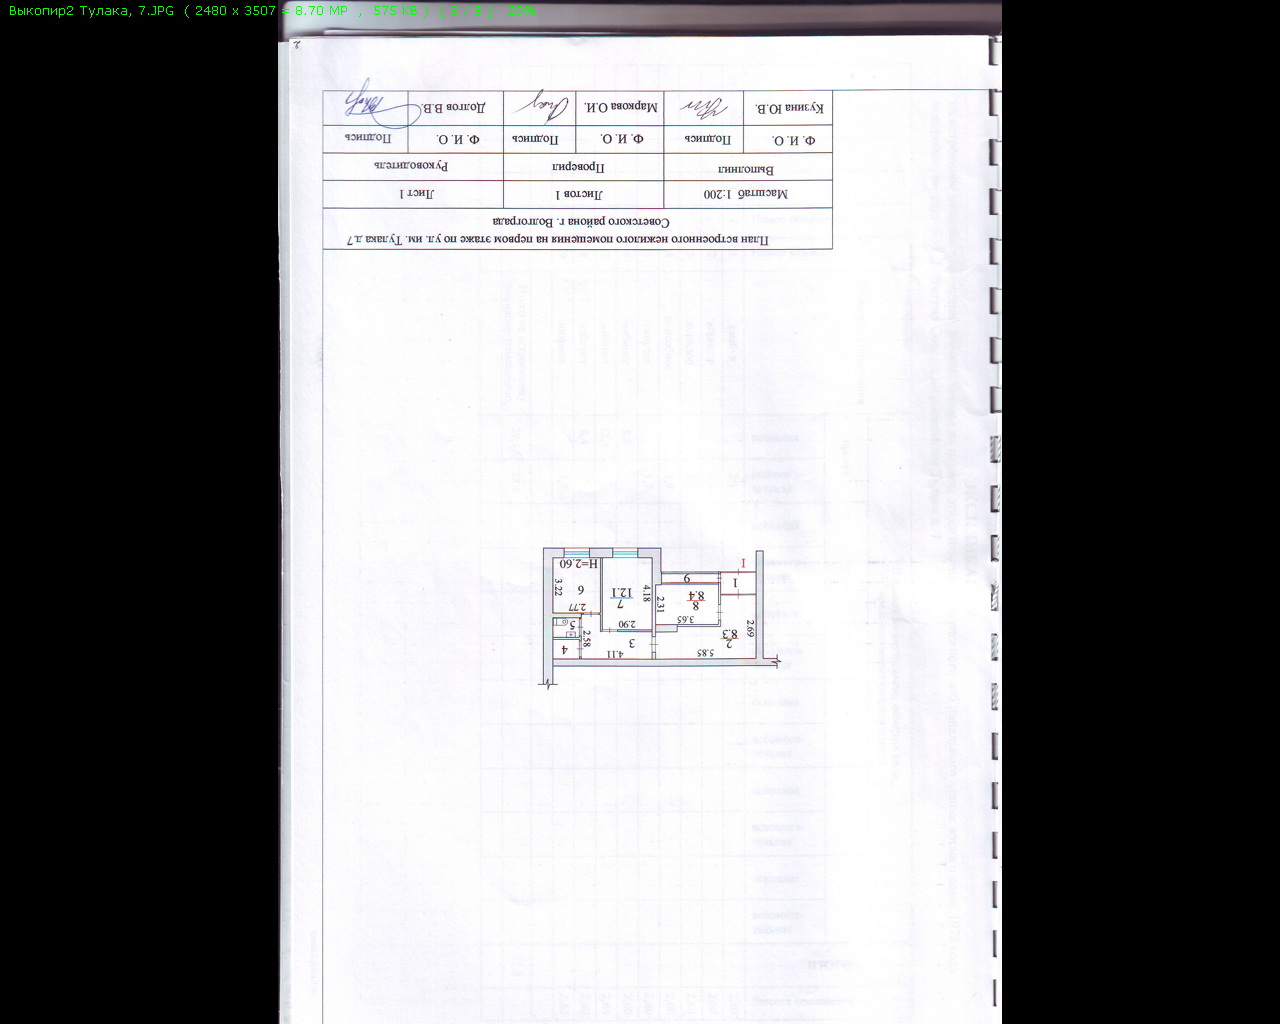 Выкопир2 Тулака, 7.JPG ( 2480 x 3507 = 8.70 MP , 575 КБ : [ 3 / 5 ] 29%
2
5.85
4.11
4
2
8.3
3
2.58
2.69
5
3.65
2.90
2.77
8
8.4
2.31
7
12.1
4.18
6
3.22
1
9
H=2.60
I
План встроенного нежилого помещения на первом этаже по ул. им. Тулака д.7
Советского района г. Волгограда
Масштаб 1:200 Листов 1 Лист 1
Выполнил Проверил Руководитель
Ф. И. О. Подпись Ф. И. О. Подпись Ф. И. О. Подпись
Кузина Ю.В Маркова О.И. Долгов В.В.